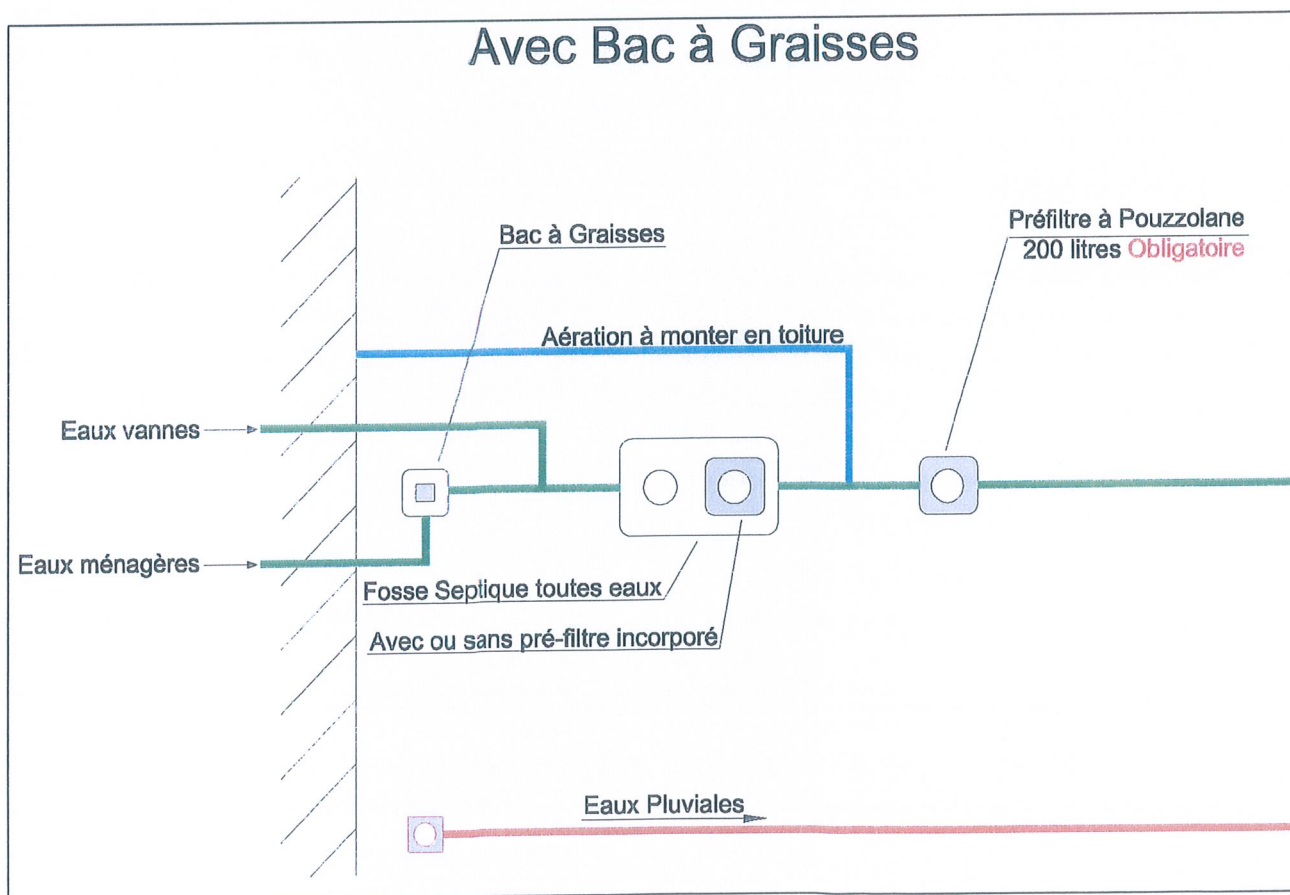 Avec Bac à Graisses
Bac à Graisses
Préfiltre à Pouzzolane
200 litres Obligatoire
Aération à monter en toiture
Eaux vannes
Eaux ménagères
Fosse Septique toutes eaux
Avec ou sans pré-filtre incorporé
Eaux Pluviales